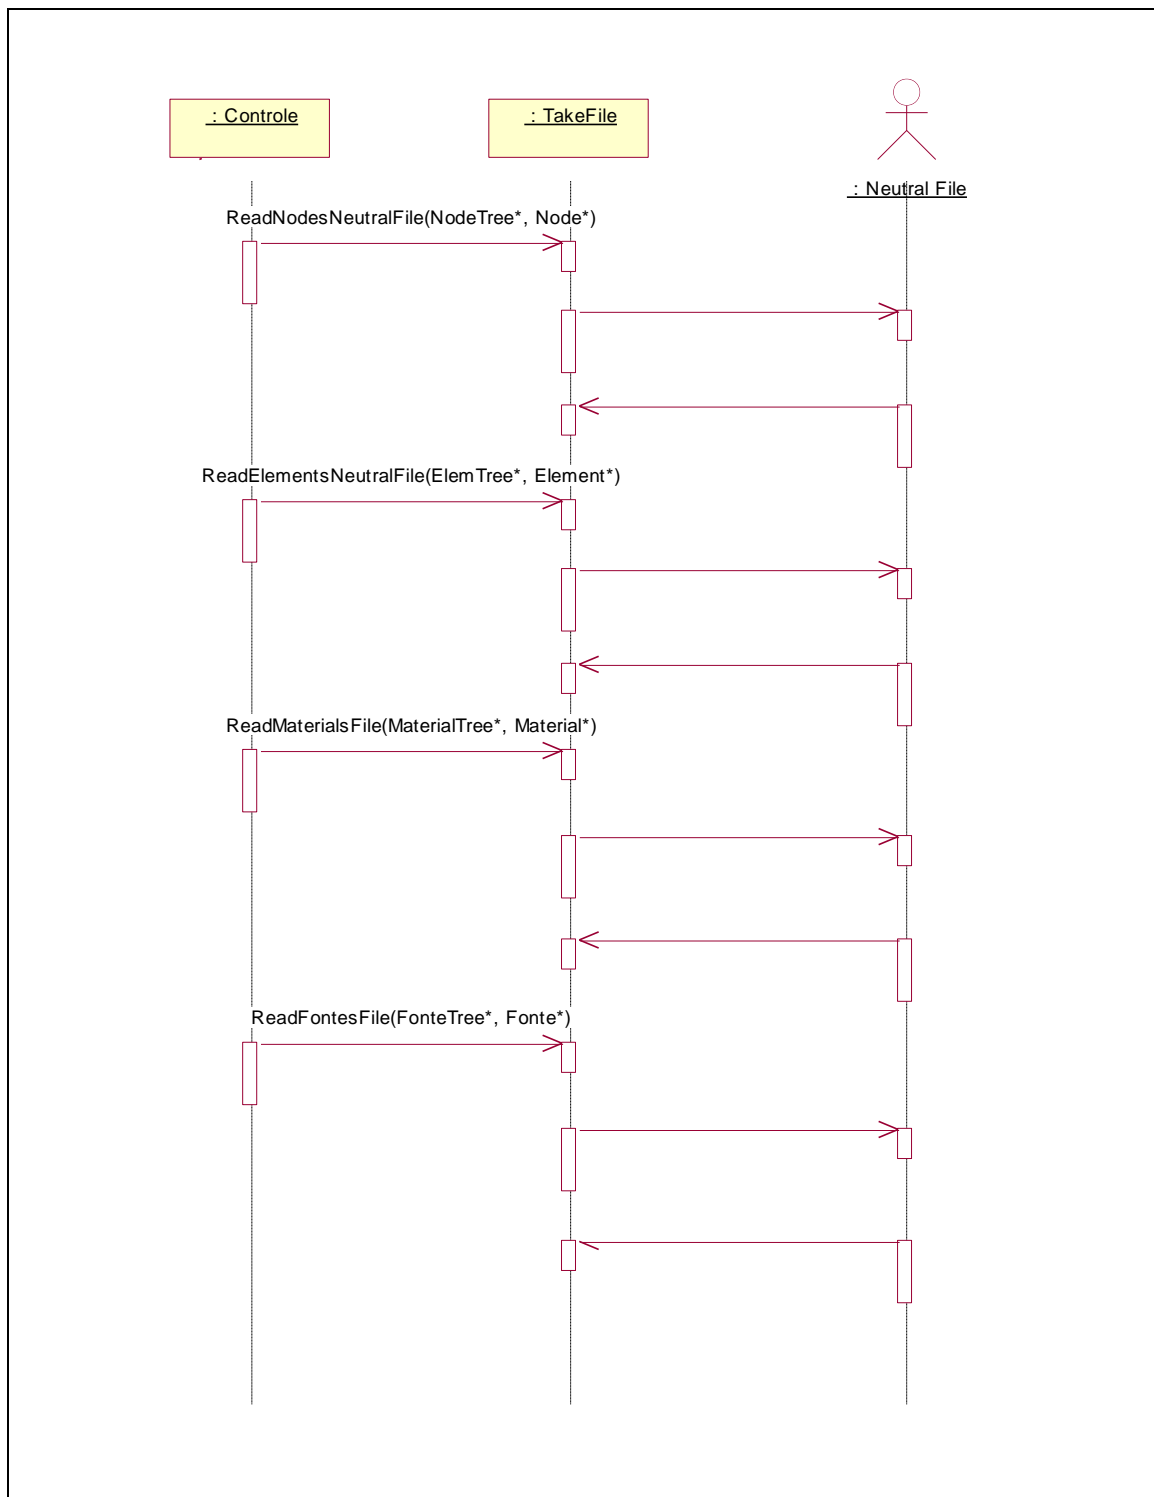 : Controle
: TakeFile
: Neutral File
ReadNodesNeutralFile(NodeTree*, Node*)
ReadElementsNeutralFile(ElemTree*, Element*)
ReadMaterialsFile(MaterialTree*, Material*)
ReadFontesFile(FonteTree*, Fonte*)